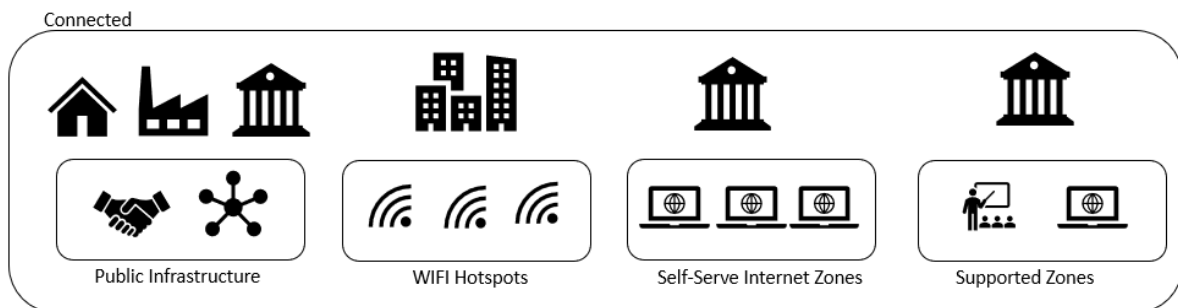 Connected
Public Infrastructure
WIFI Hotspots
Self-Serve Internet Zones
Supported Zones